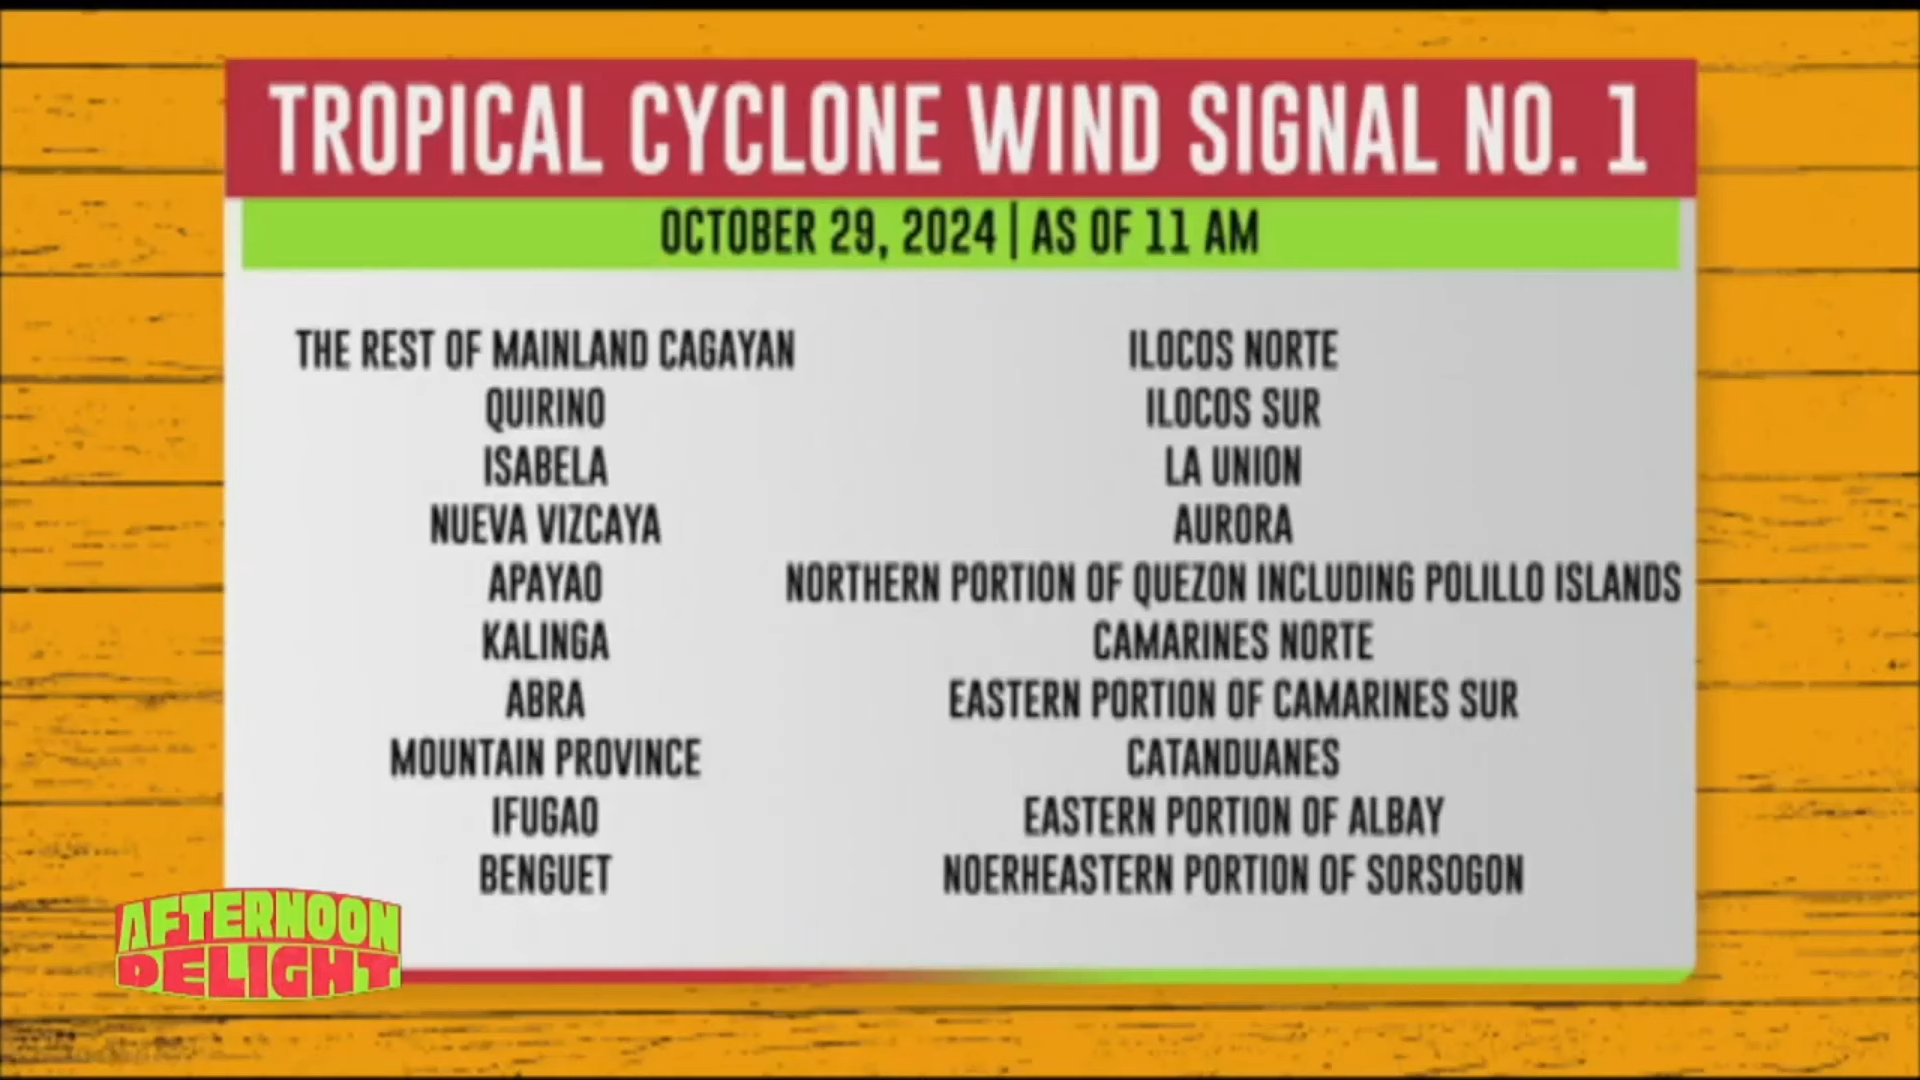 TROPICAL CYCLONE WIND SIGNAL NO. 1
OCTOBER 29, 2024 | AS OF 11 AM
THE REST OF MAINLAND CAGAYAN
QUIRINO
ISABELA
NUEVA VIZCAYA
APAYAO
KALINGA
ABRA
MOUNTAIN PROVINCE
IFUGAO
BENGUET
ILOCOS NORTE
ILOCOS SUR
LA UNION
AURORA
NORTHERN PORTION OF QUEZON INCLUDING POLILLO ISLANDS
CAMARINES NORTE
EASTERN PORTION OF CAMARINES SUR
CATANDUANES
EASTERN PORTION OF ALBAY
NOERHEASTERN PORTION OF SORSOGON
AFTERNOON
DELIGHT